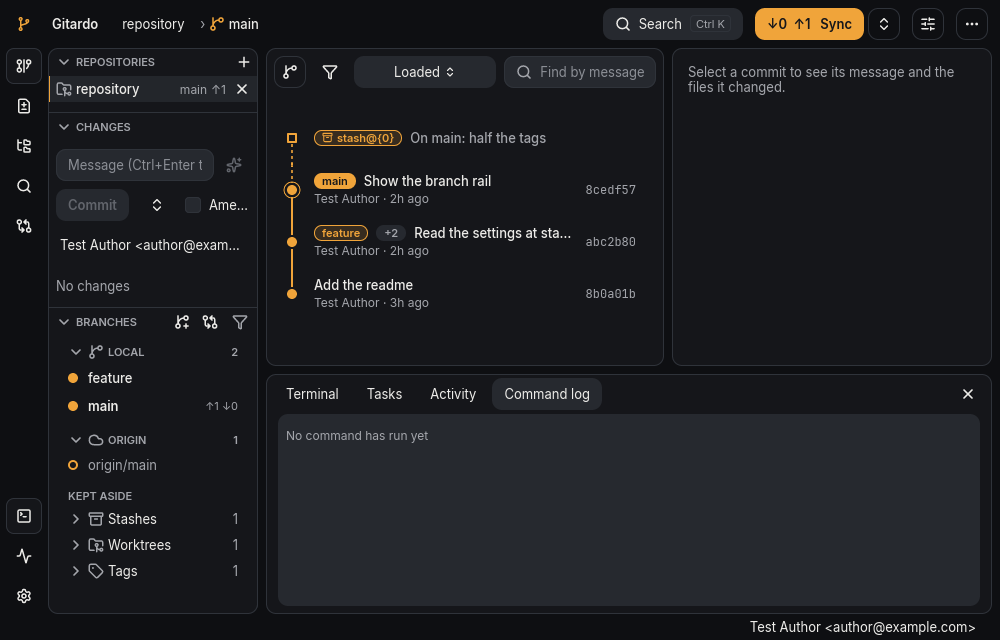 Gitardo repository › main Search Ctrl K ↓0 ↑1 Sync
REPOSITORIES
repository main ↑1
CHANGES
Message (Ctrl+Enter t
Commit Ame...
Test Author <author@exam...
No changes
BRANCHES
LOCAL 2
feature
main ↑1 ↓0
ORIGIN 1
origin/main
KEPT ASIDE
Stashes 1
Worktrees 1
Tags 1
Loaded Find by message
stash@{0} On main: half the tags
main Show the branch rail
Test Author · 2h ago 8cedf57
feature +2 Read the settings at sta...
Test Author · 2h ago abc2b80
Add the readme
Test Author · 3h ago 8b0a01b
Select a commit to see its message and the
files it changed.
Terminal Tasks Activity Command log
No command has run yet
Test Author <author@example.com>